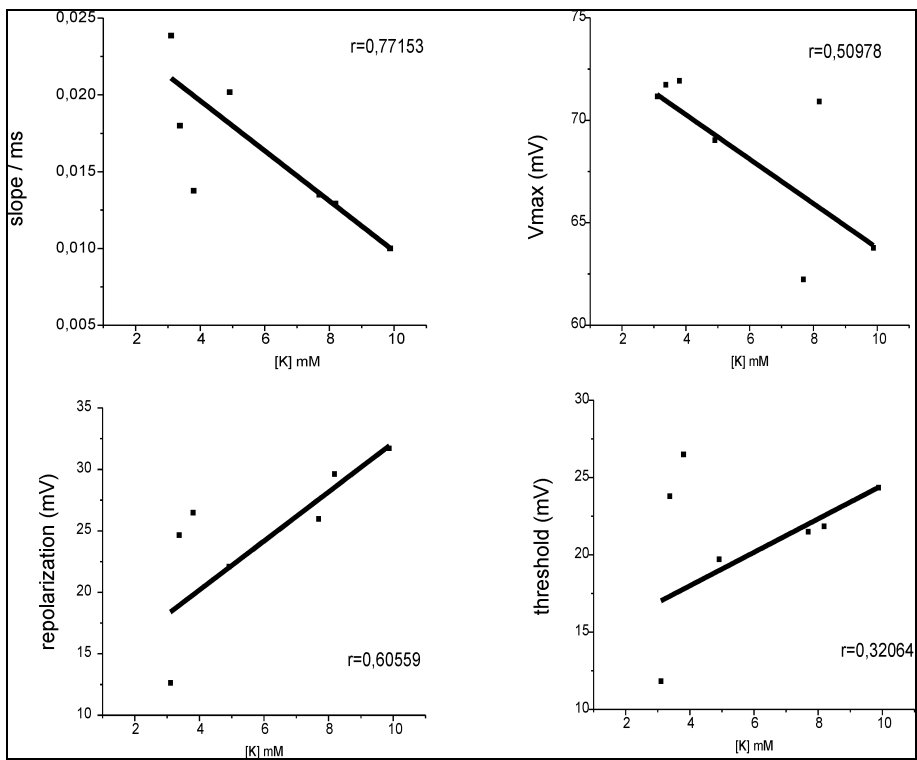 0,025
0,020
0,015
0,010
0,005
slope / ms
r=0,77153
2 4 6 8 10
[K] mM
75
70
65
60
Vmax (mV)
r=0,50978
2 4 6 8 10
[K] mM
35
30
25
20
15
10
repolarization (mV)
r=0,60559
2 4 6 8 10
[K] mM
30
25
20
15
10
threshold (mV)
r=0,32064
2 4 6 8 10
[K] mM